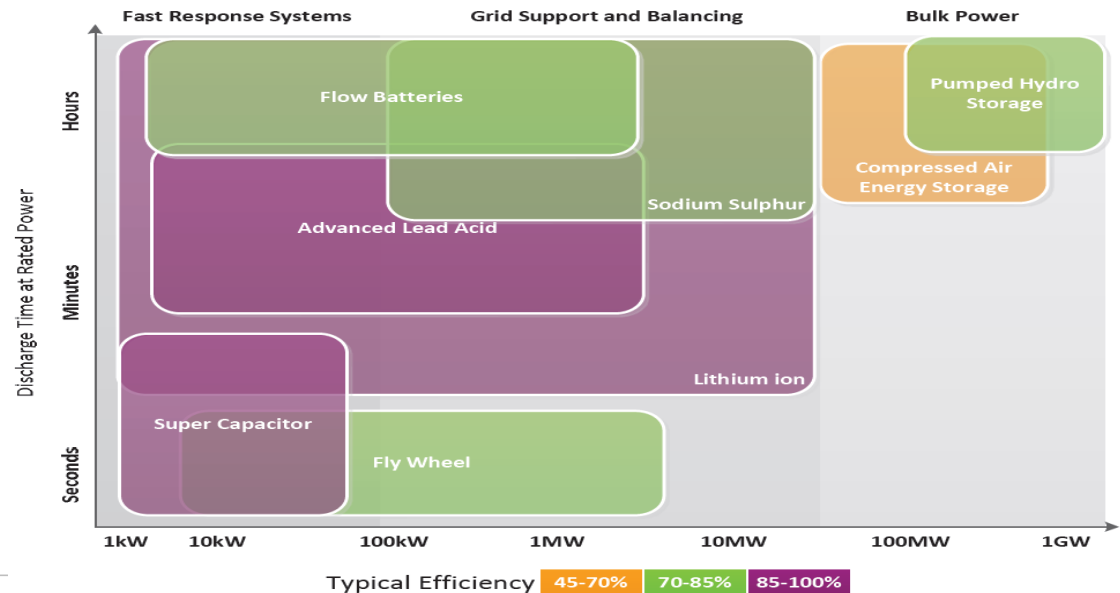 Fast Response Systems
Grid Support and Balancing
Bulk Power
Discharge Time at Rated Power
Hours
Minutes
Seconds
Flow Batteries
Pumped Hydro
Storage
Compressed Air
Energy Storage
Sodium Sulphur
Advanced Lead Acid
Lithium ion
Super Capacitor
Fly Wheel
1kW
10kW
100kW
1MW
10MW
100MW
1GW
Typical Efficiency
45-70%
70-85%
85-100%